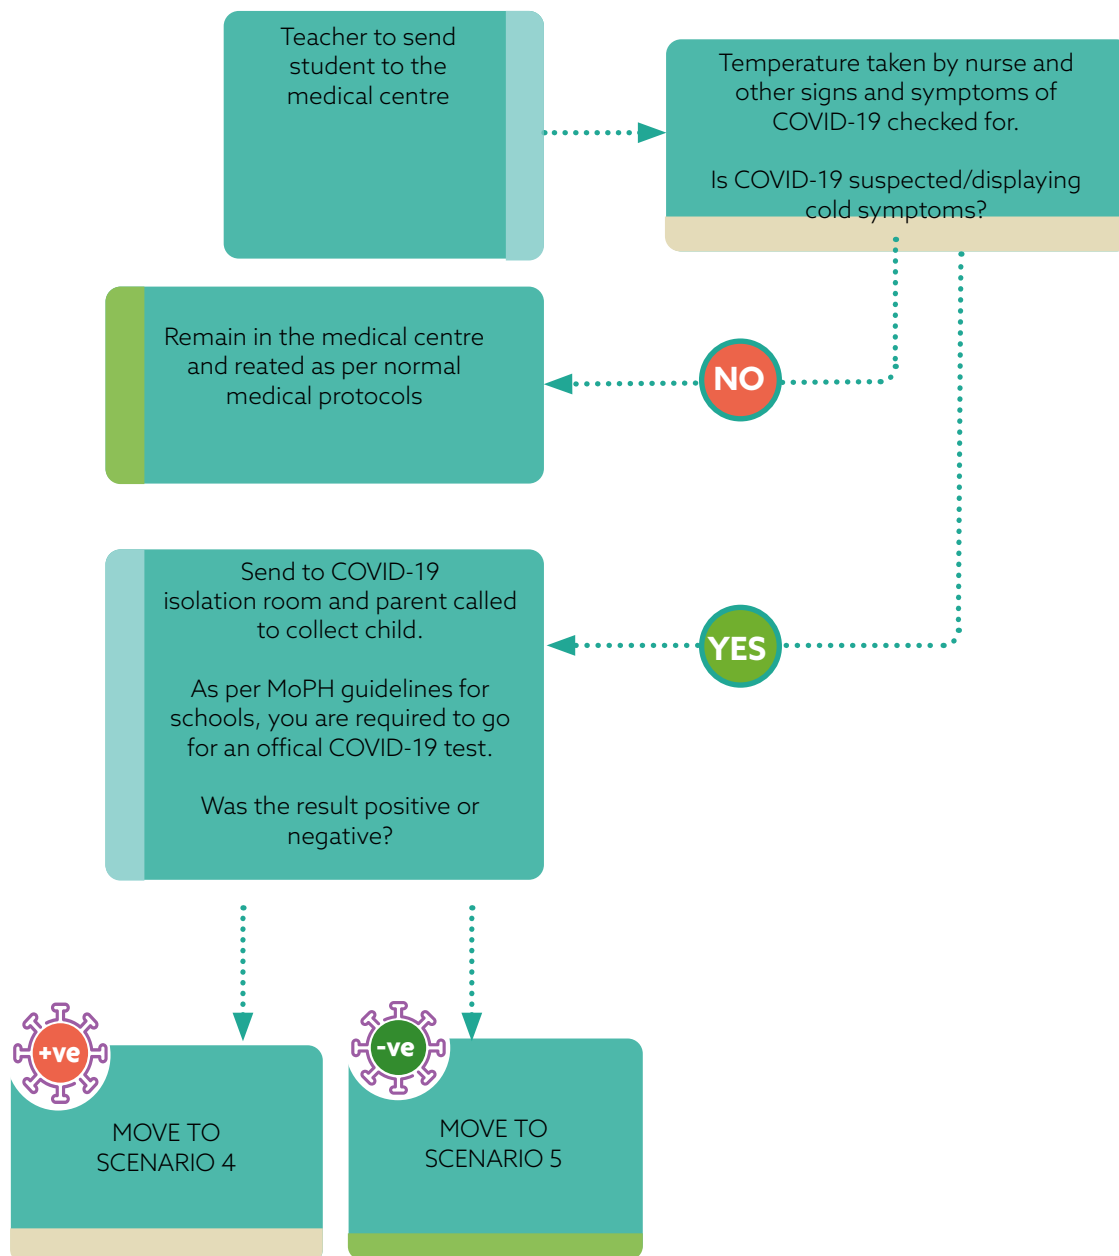 Teacher to send
student to the
medical centre
Temperature taken by nurse and
other signs and symptoms of
COVID-19 checked for.
Is COVID-19 suspected/displaying
cold symptoms?
NO
Remain in the medical centre
and reated as per normal
medical protocols
YES
Send to COVID-19
isolation room and parent called
to collect child.
As per MoPH guidelines for
schools, you are required to go
for an offical COVID-19 test.
Was the result positive or
negative?
+ve
MOVE TO
SCENARIO 4
-ve
MOVE TO
SCENARIO 5